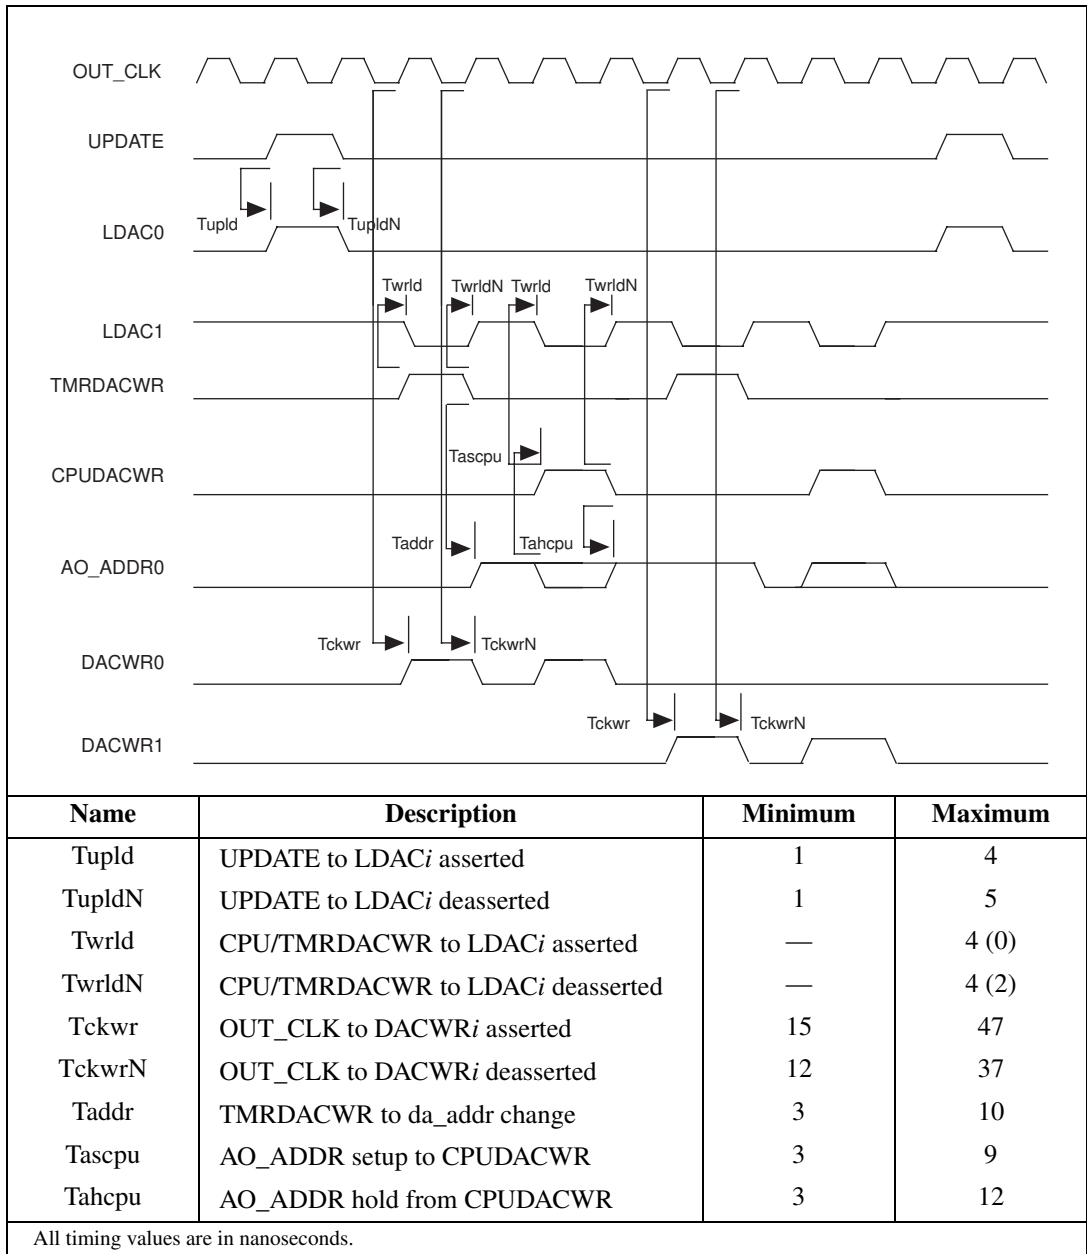 OUT_CLK
UPDATE
Tupld
TupldN
LDAC0
Twrld
TwrldN
Twrld
TwrldN
LDAC1
TMRDACWR
Tascpu
CPUDACWR
Taddr
Tahcpu
AO_ADDR0
Tckwr
TckwrN
DACWR0
Tckwr
TckwrN
DACWR1
Name Description Minimum Maximum
Tupld UPDATE to LDACi asserted 1 4
TupldN UPDATE to LDACi deasserted 1 5
Twrld CPU/TMRDACWR to LDACi asserted — 4 (0)
TwrldN CPU/TMRDACWR to LDACi deasserted — 4 (2)
Tckwr OUT_CLK to DACWRi asserted 15 47
TckwrN OUT_CLK to DACWRi deasserted 12 37
Taddr TMRDACWR to da_addr change 3 10
Tascpu AO_ADDR setup to CPUDACWR 3 9
Tahcpu AO_ADDR hold from CPUDACWR 3 12
All timing values are in nanoseconds.